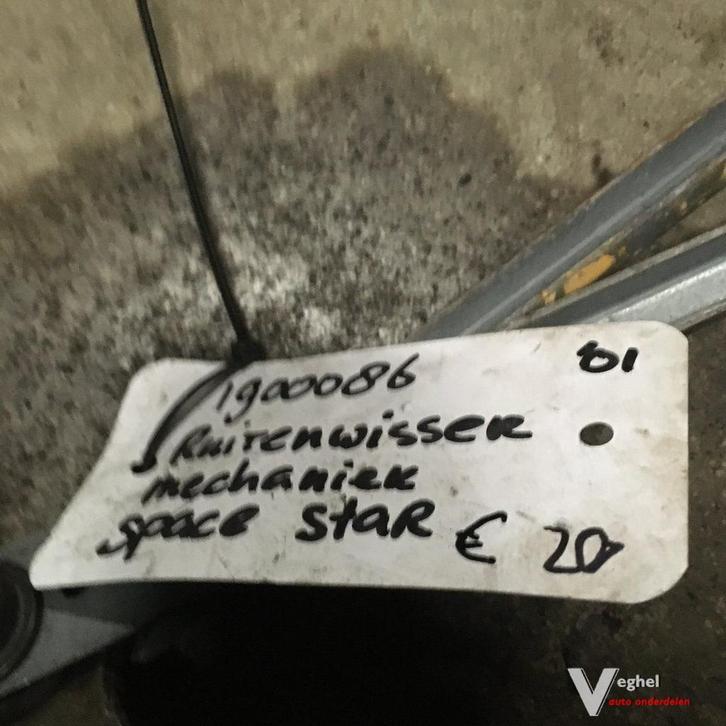 1900086 01
Ruitenwisser
mechaniek
space star € 20,-
Veghel
auto onderdelen